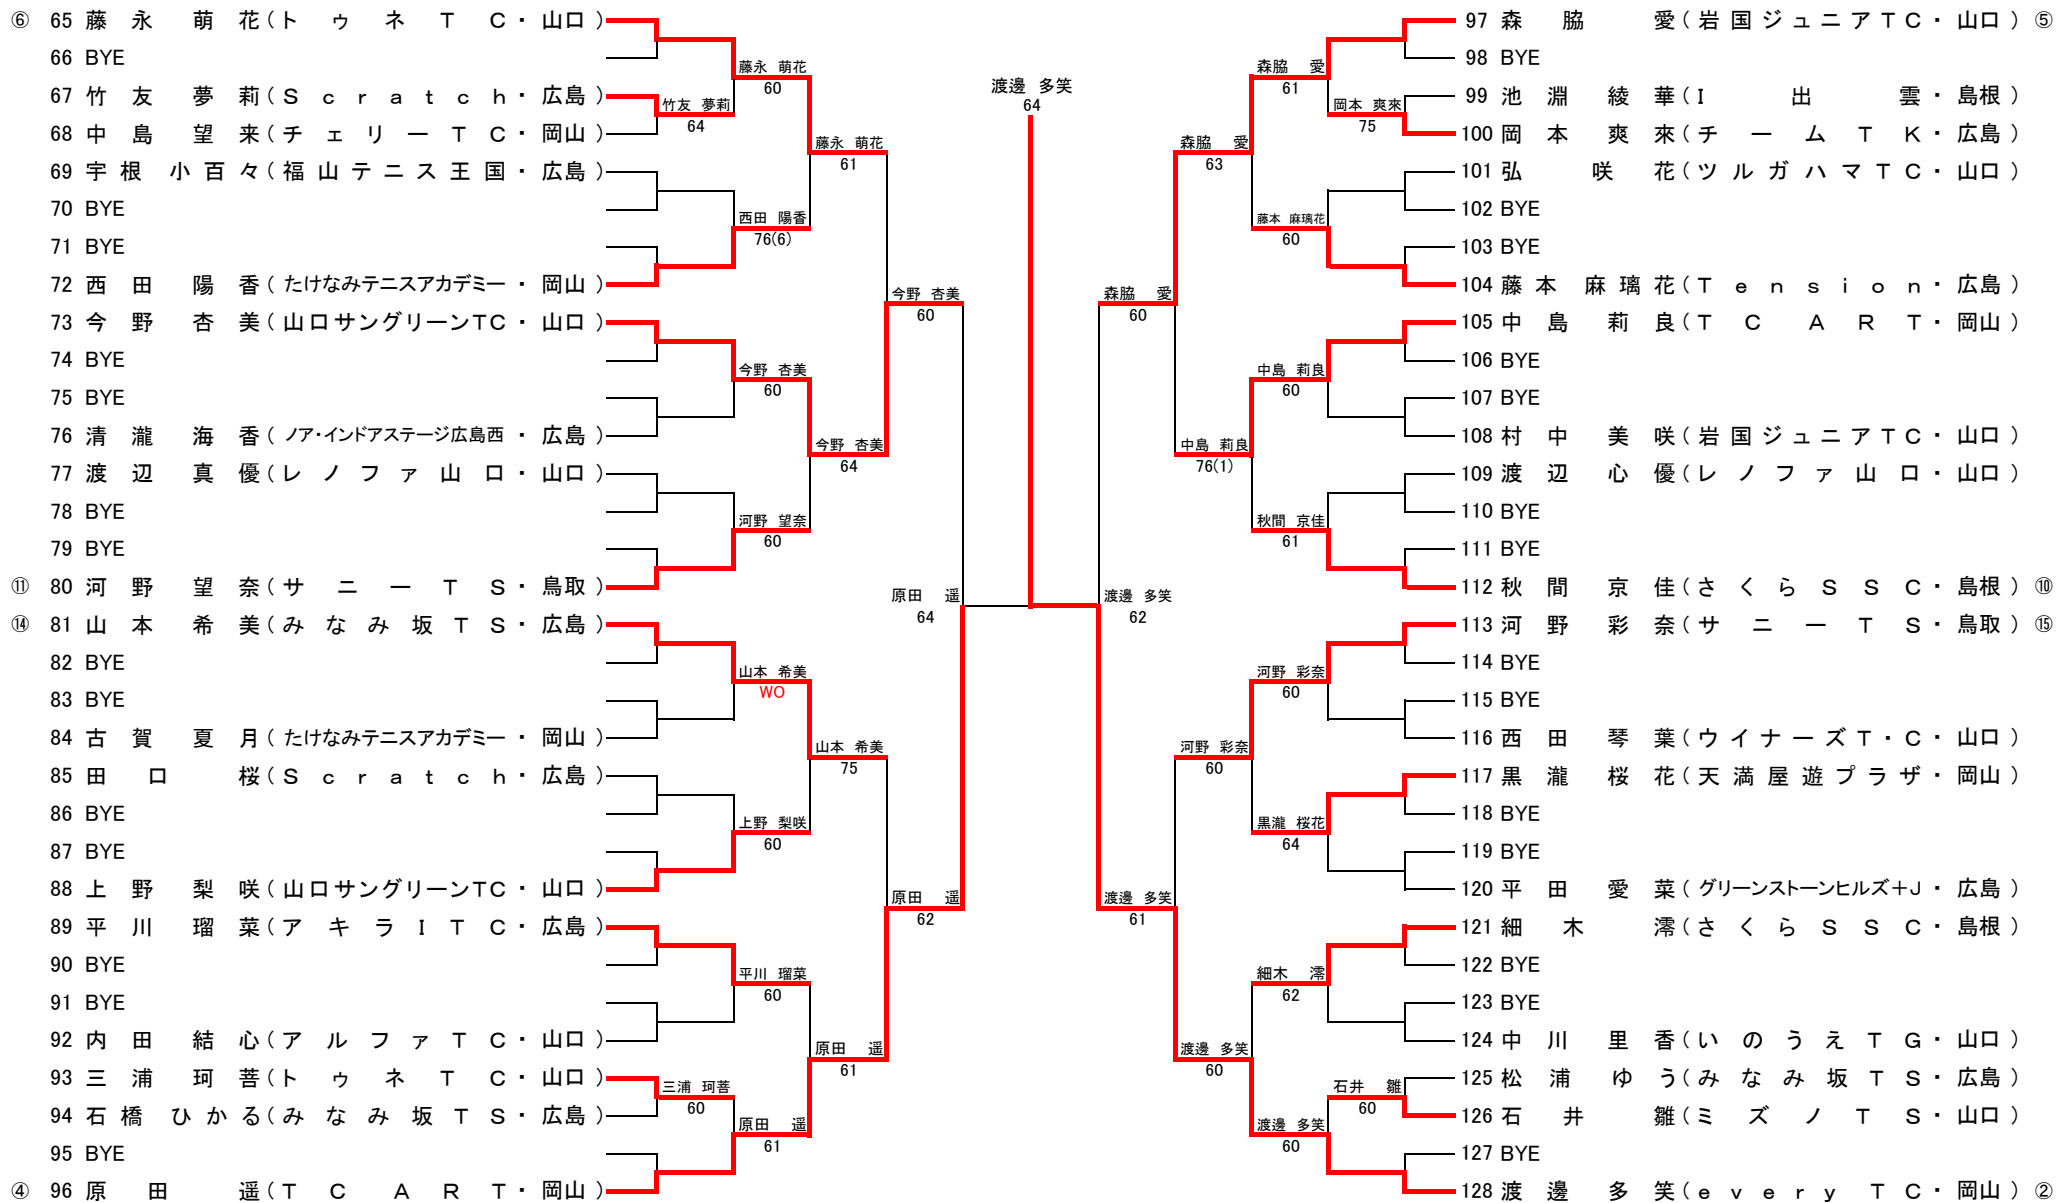 ⑥ 65 藤永 萌花(トゥネTC・山口)
66 BYE
67 竹友 夢莉(Scratch・広島)
68 中島 望来(チェリーTC・岡山)
69 宇根 小百々(福山テニス王国・広島)
70 BYE
71 BYE
72 西田 陽香(たけなみテニスアカデミー・岡山)
73 今野 杏美(山口サングリーンTC・山口)
74 BYE
75 BYE
76 清瀧 海香(ノア・インドアステージ広島西・広島)
77 渡辺 真優(レノファ山口・山口)
78 BYE
79 BYE
⑪ 80 河野 望奈(サニーTS・鳥取)
⑭ 81 山本 希美(みなみ坂TS・広島)
82 BYE
83 BYE
84 古賀 夏月(たけなみテニスアカデミー・岡山)
85 田口 桜(Scratch・広島)
86 BYE
87 BYE
88 上野 梨咲(山口サングリーンTC・山口)
89 平川 瑠菜(アキラITC・広島)
90 BYE
91 BYE
92 内田 結心(アルファTC・山口)
93 三浦 珂菩(トゥネTC・山口)
94 石橋 ひかる(みなみ坂TS・広島)
95 BYE
④ 96 原田 遥(TC ART・岡山)
竹友 夢莉
64
三浦 珂菩
60
藤永 萌花
60
西田 陽香
76(6)
今野 杏美
60
河野 望奈
60
山本 希美
WO
上野 梨咲
60
平川 瑠菜
60
原田 遥
61
藤永 萌花
61
今野 杏美
64
山本 希美
75
原田 遥
61
今野 杏美
60
原田 遥
62
原田 遥
64
渡邊 多笑
64
渡邊 多笑
62
森脇 愛
60
渡邊 多笑
61
森脇 愛
63
中島 莉良
76(1)
河野 彩奈
60
渡邊 多笑
60
森脇 愛
61
藤本 麻璃花
60
中島 莉良
60
秋間 京佳
61
河野 彩奈
60
黒瀧 桜花
64
細木 澪
62
渡邊 多笑
60
岡本 爽來
75
石井 雛
60
97 森脇 愛(岩国ジュニアTC・山口) ⑤
98 BYE
99 池淵 綾華(I出雲・島根)
100 岡本 爽來(チームTK・広島)
101 弘 咲花(ツルガハマTC・山口)
102 BYE
103 BYE
104 藤本 麻璃花(Tension・広島)
105 中島 莉良(TC ART・岡山)
106 BYE
107 BYE
108 村中 美咲(岩国ジュニアTC・山口)
109 渡辺 心優(レノファ山口・山口)
110 BYE
111 BYE
112 秋間 京佳(さくらSSC・島根) ⑩
113 河野 彩奈(サニーTS・鳥取) ⑮
114 BYE
115 BYE
116 西田 琴葉(ウイナーズT・C・山口)
117 黒瀧 桜花(天満屋遊プラザ・岡山)
118 BYE
119 BYE
120 平田 愛菜(グリーンストーンヒルズ+J・広島)
121 細木 澪(さくらSSC・島根)
122 BYE
123 BYE
124 中川 里香(いのうえTG・山口)
125 松浦 ゆう(みなみ坂TS・広島)
126 石井 雛(ミズノTS・山口)
127 BYE
128 渡邊 多笑(everyTC・岡山) ②